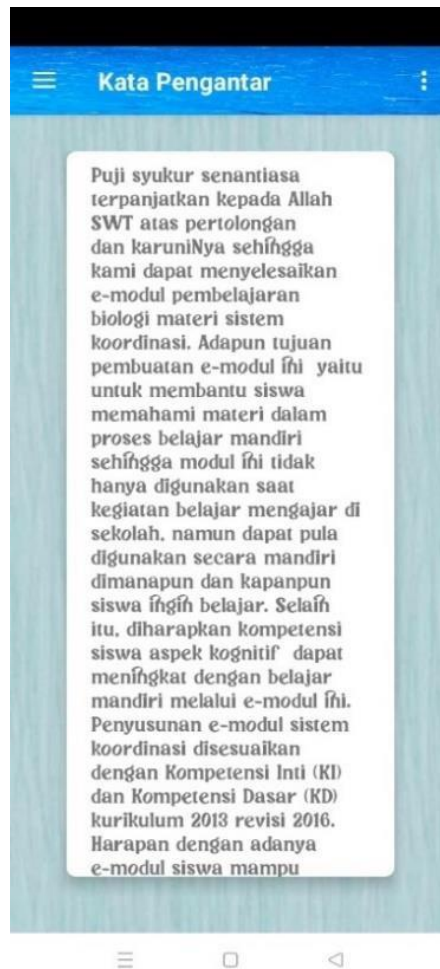 Kata Pengantar
Puji syukur senantiasa
terpanjatkan kepada Allah
SWT atas pertolongan
dan karuniNya sehingga
kami dapat menyelesaikan
e-modul pembelajaran
biologi materi sistem
koordinasi. Adapun tujuan
pembuatan e-modul ini yaitu
untuk membantu siswa
memahami materi dalam
proses belajar mandiri
sehingga modul ini tidak
hanya digunakan saat
kegiatan belajar mengajar di
sekolah, namun dapat pula
digunakan secara mandiri
dimanapun dan kapanpun
siswa ingin belajar. Selain
itu, diharapkan kompetensi
siswa aspek kognitif dapat
meningkat dengan belajar
mandiri melalui e-modul ini.
Penyusunan e-modul sistem
koordinasi disesuaikan
dengan Kompetensi Inti (KI)
dan Kompetensi Dasar (KD)
kurikulum 2013 revisi 2016.
Harapan dengan adanya
e-modul siswa mampu